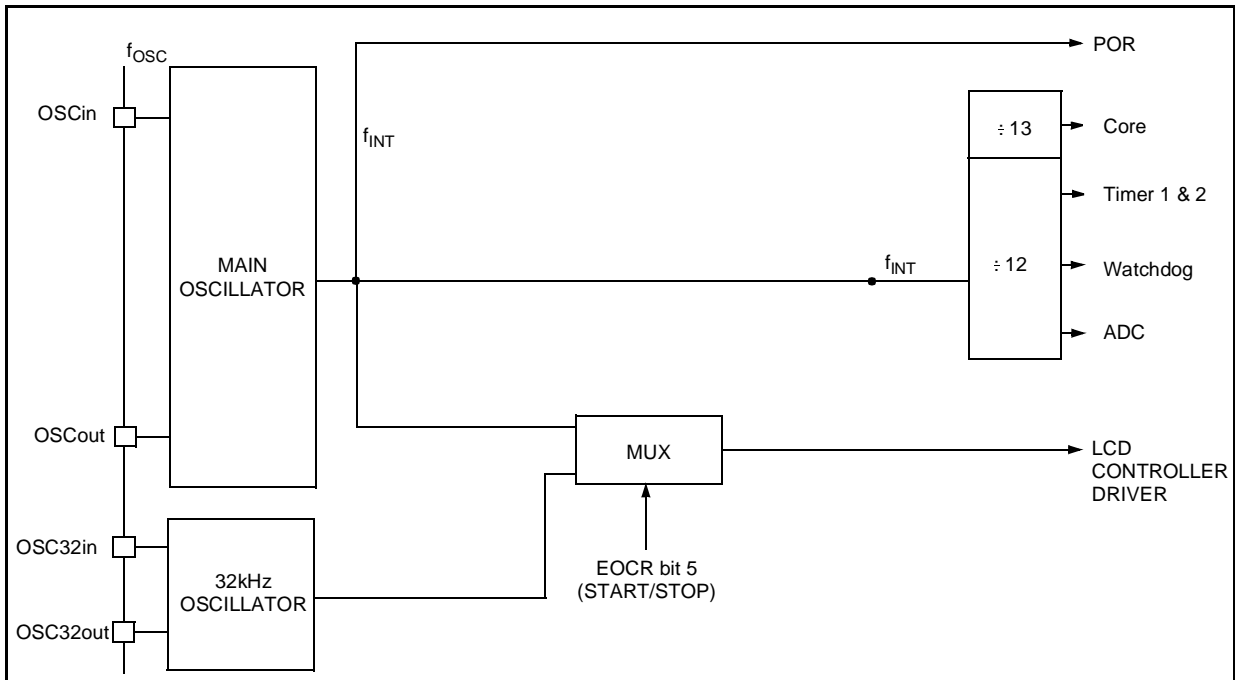 fOSC
POR
OSCin
÷13
Core
fINT
Timer 1 & 2
MAIN
OSCILLATOR
fINT
÷12
Watchdog
ADC
OSCout
MUX
LCD
CONTROLLER
DRIVER
OSC32in
32kHz
OSCILLATOR
EOCR bit 5
(START/STOP)
OSC32out